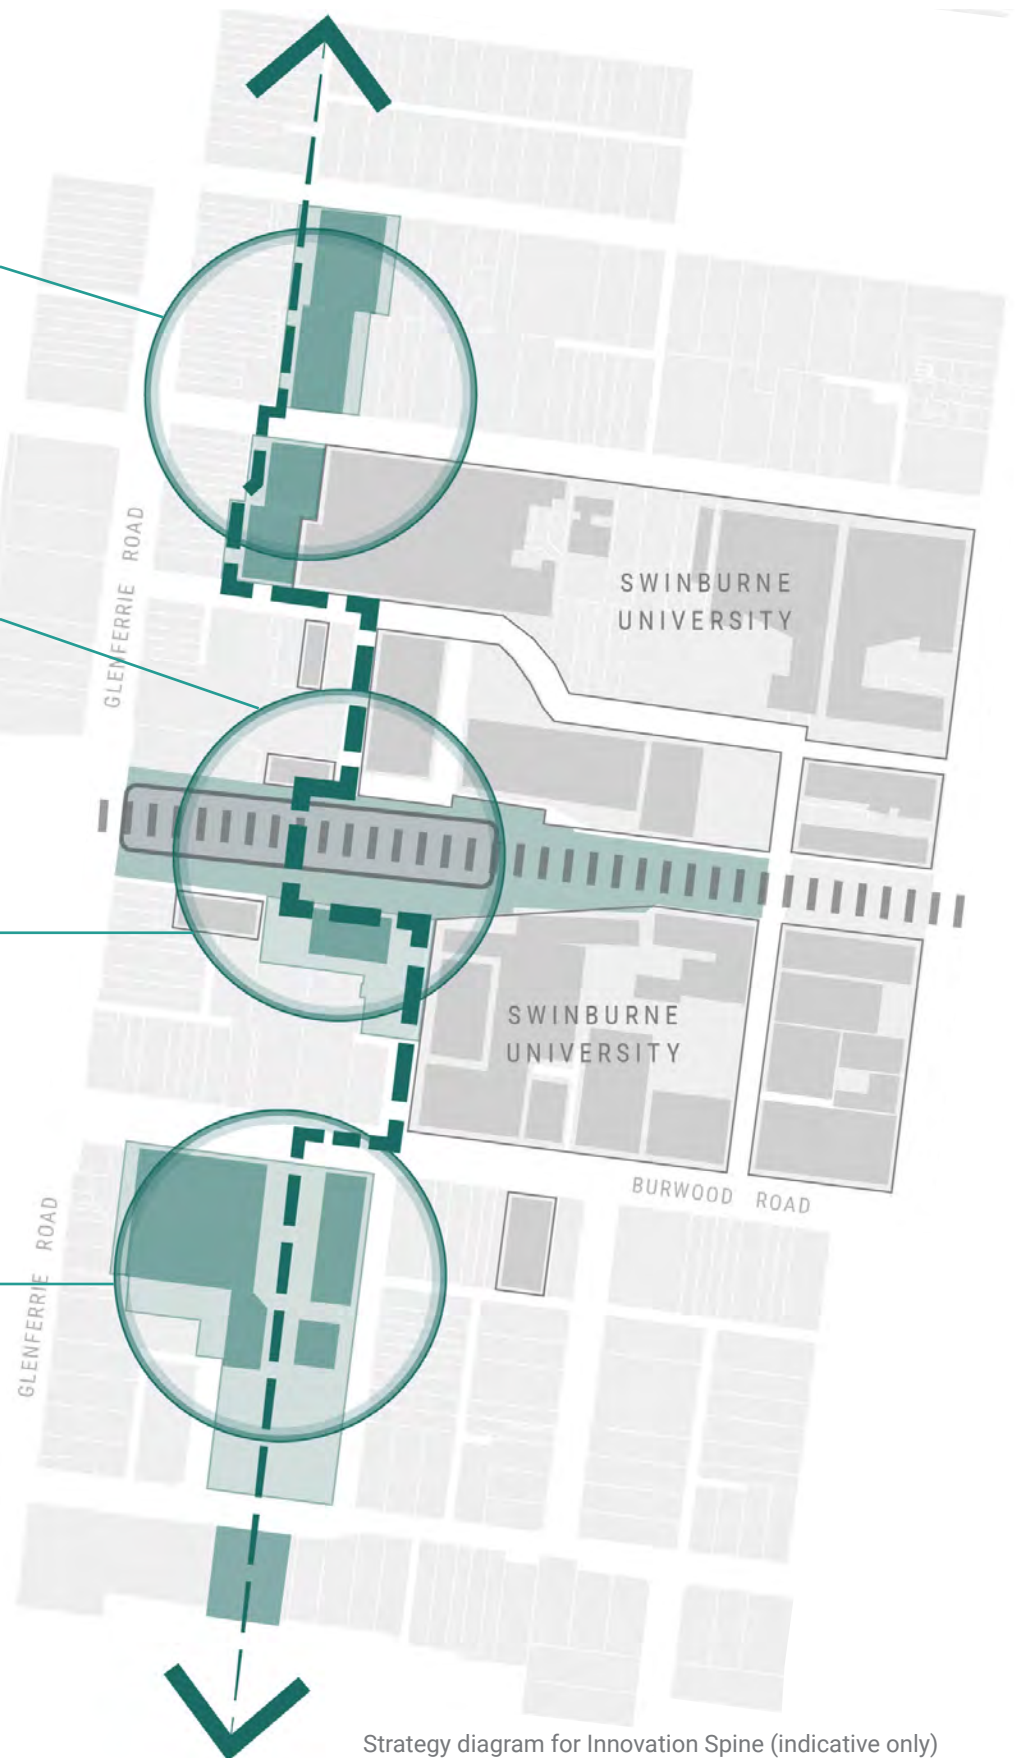 GLENFERRIE ROAD
SWINBURNE
UNIVERSITY
SWINBURNE
UNIVERSITY
BURWOOD ROAD
GLENFERRIE ROAD
Strategy diagram for Innovation Spine (indicative only)